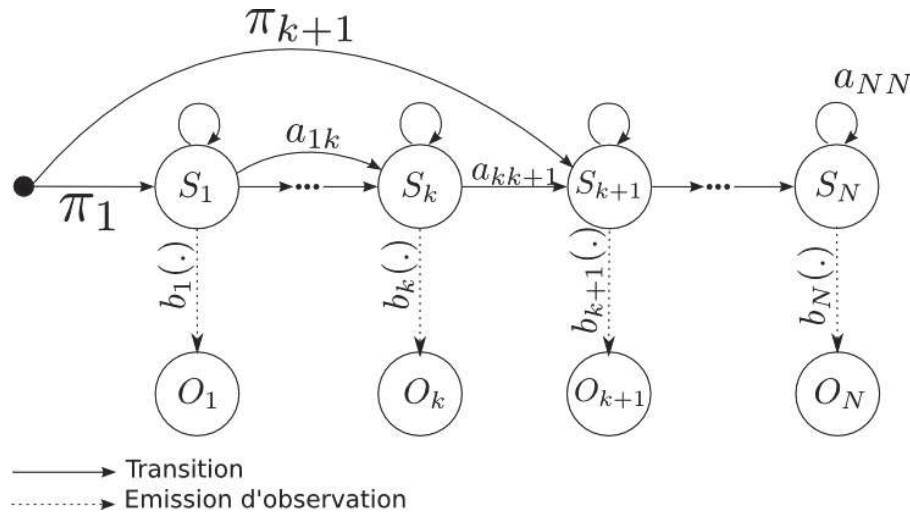 π_{k+1}
a_{NN}
a_{1k}
S_1 ... S_k a_{kk+1} S_{k+1} ... S_N
π_1
b_1(.) b_k(.) b_{k+1}(.) b_N(.)
O_1 O_k O_{k+1} O_N
Transition
Emission d'observation